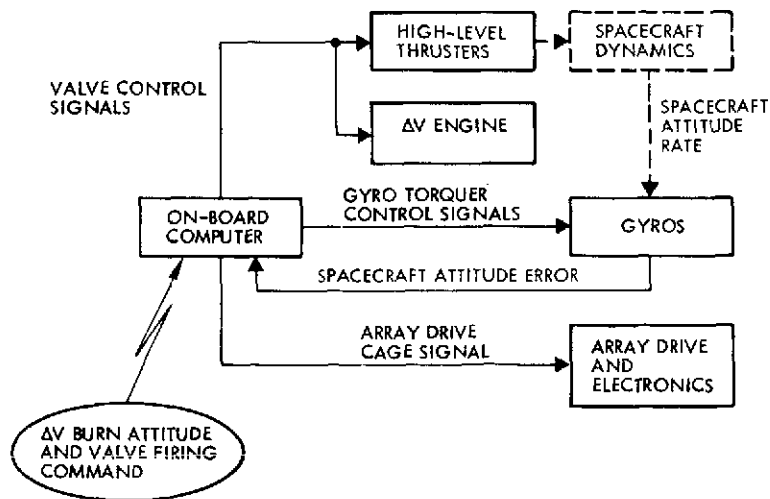 HIGH-LEVEL
THRUSTERS
SPACECRAFT
DYNAMICS
VALVE CONTROL
SIGNALS
SPACECRAFT
ATTITUDE
RATE
ΔV ENGINE
GYRO TORQUER
CONTROL SIGNALS
ON-BOARD
COMPUTER
GYROS
SPACECRAFT ATTITUDE ERROR
ARRAY DRIVE
CAGE SIGNAL
ARRAY DRIVE
AND
ELECTRONICS
ΔV BURN ATTITUDE
AND VALVE FIRING
COMMAND